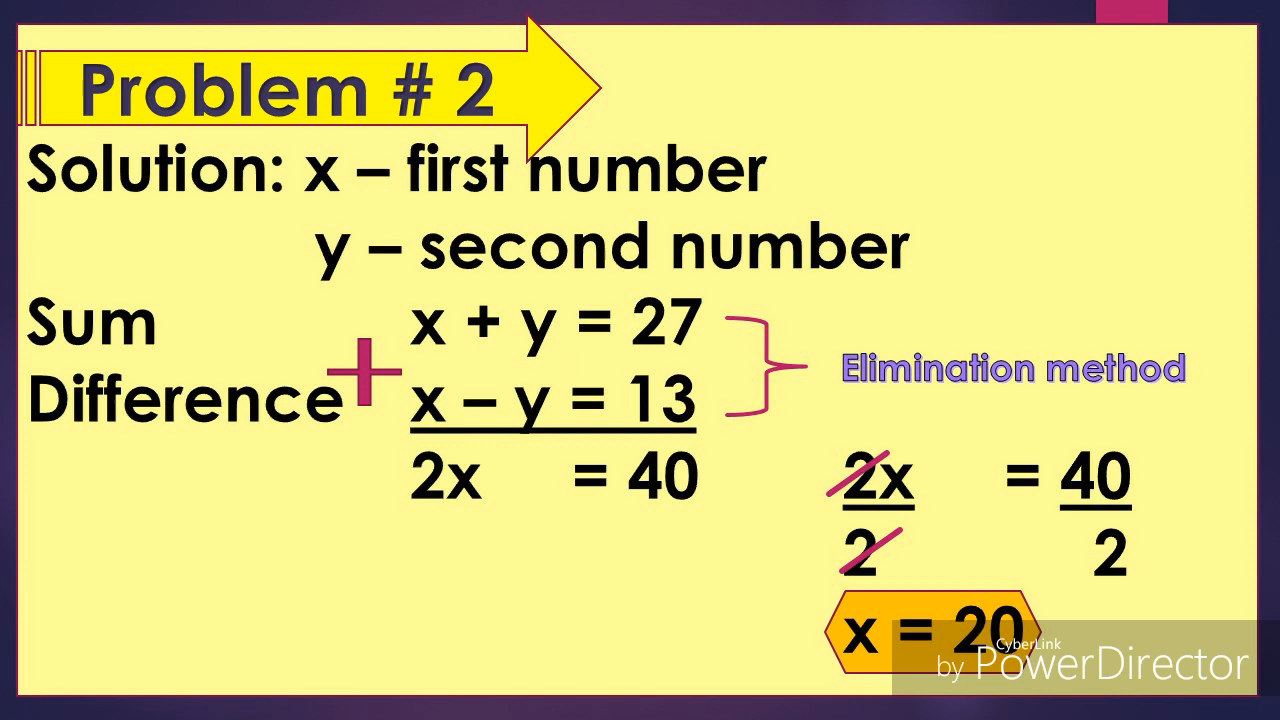 Problem # 2
Solution: x – first number
y – second number
Sum x + y = 27
Difference + x – y = 13
Elimination method
2x = 40 2x = 40
2 2
x = 20
CyberLink
by PowerDirector